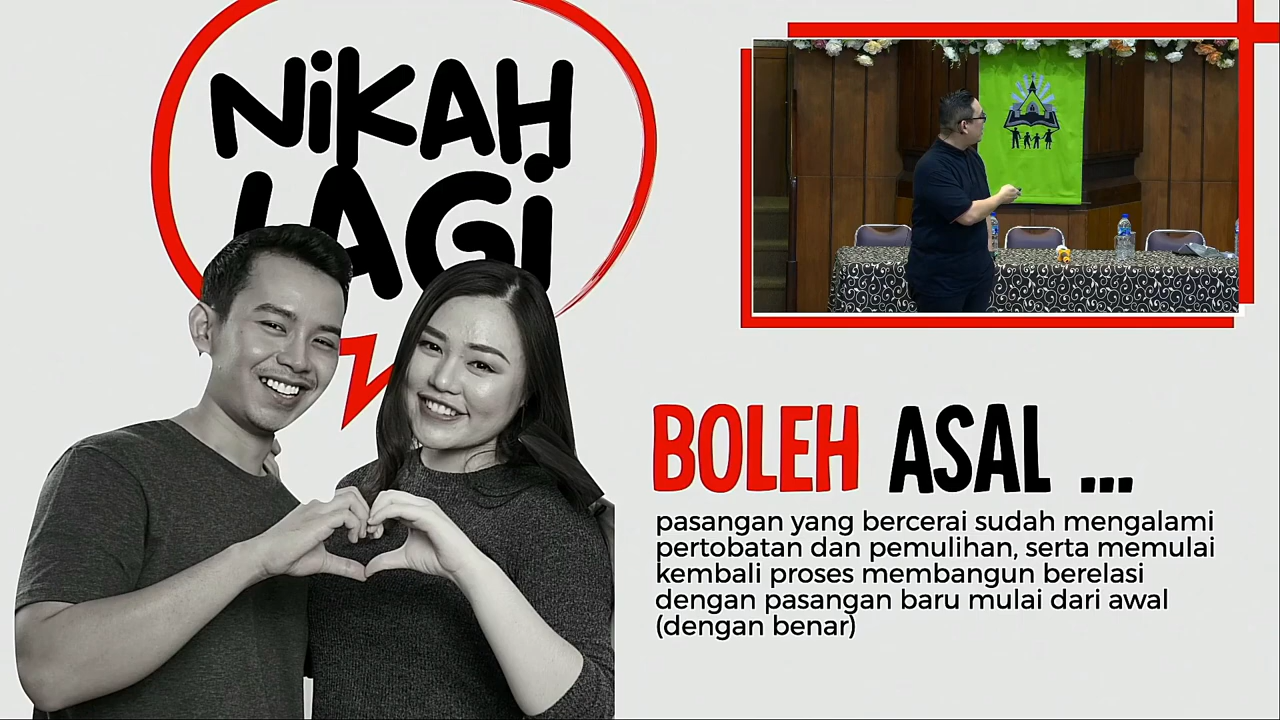 NiKAH
LAGi
BOLEH ASAL ...
pasangan yang bercerai sudah mengalami
pertobatan dan pemulihan, serta memulai
kembali proses membangun berelasi
dengan pasangan baru mulai dari awal
(dengan benar)